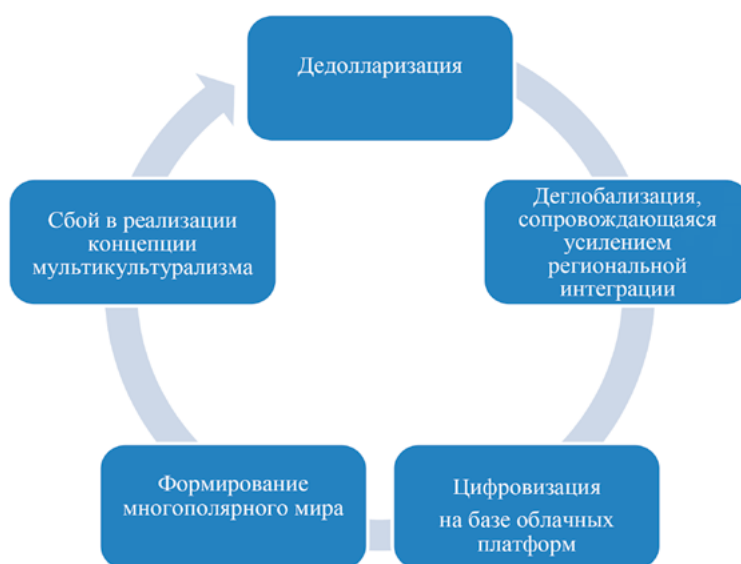 Дедолларизация
Деглобализация,
сопровождающаяся
усилением
региональной
интеграции
Цифровизация
на базе облачных
платформ
Формирование
многополярного мира
Сбой в реализации
концепции
мультикультурализма